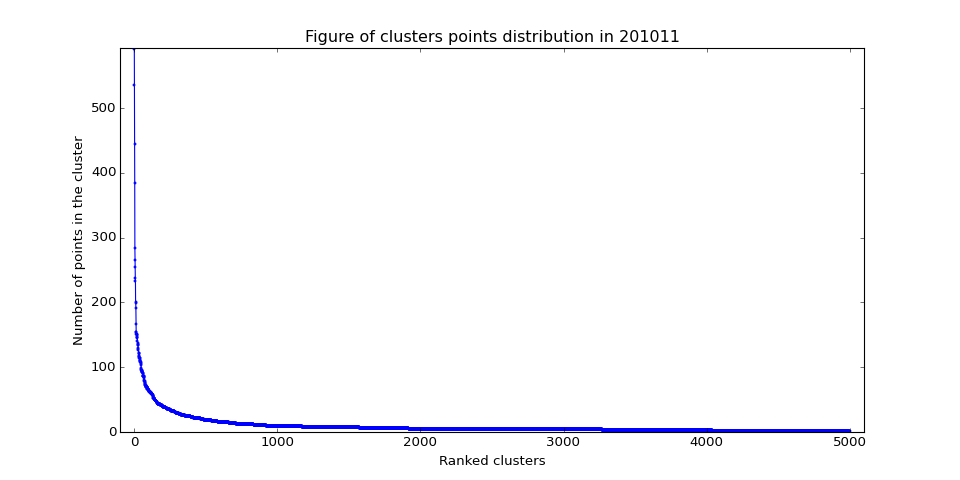 Figure of clusters points distribution in 201011
Number of points in the cluster
500
400
300
200
100
0
0 1000 2000 3000 4000 5000
Ranked clusters